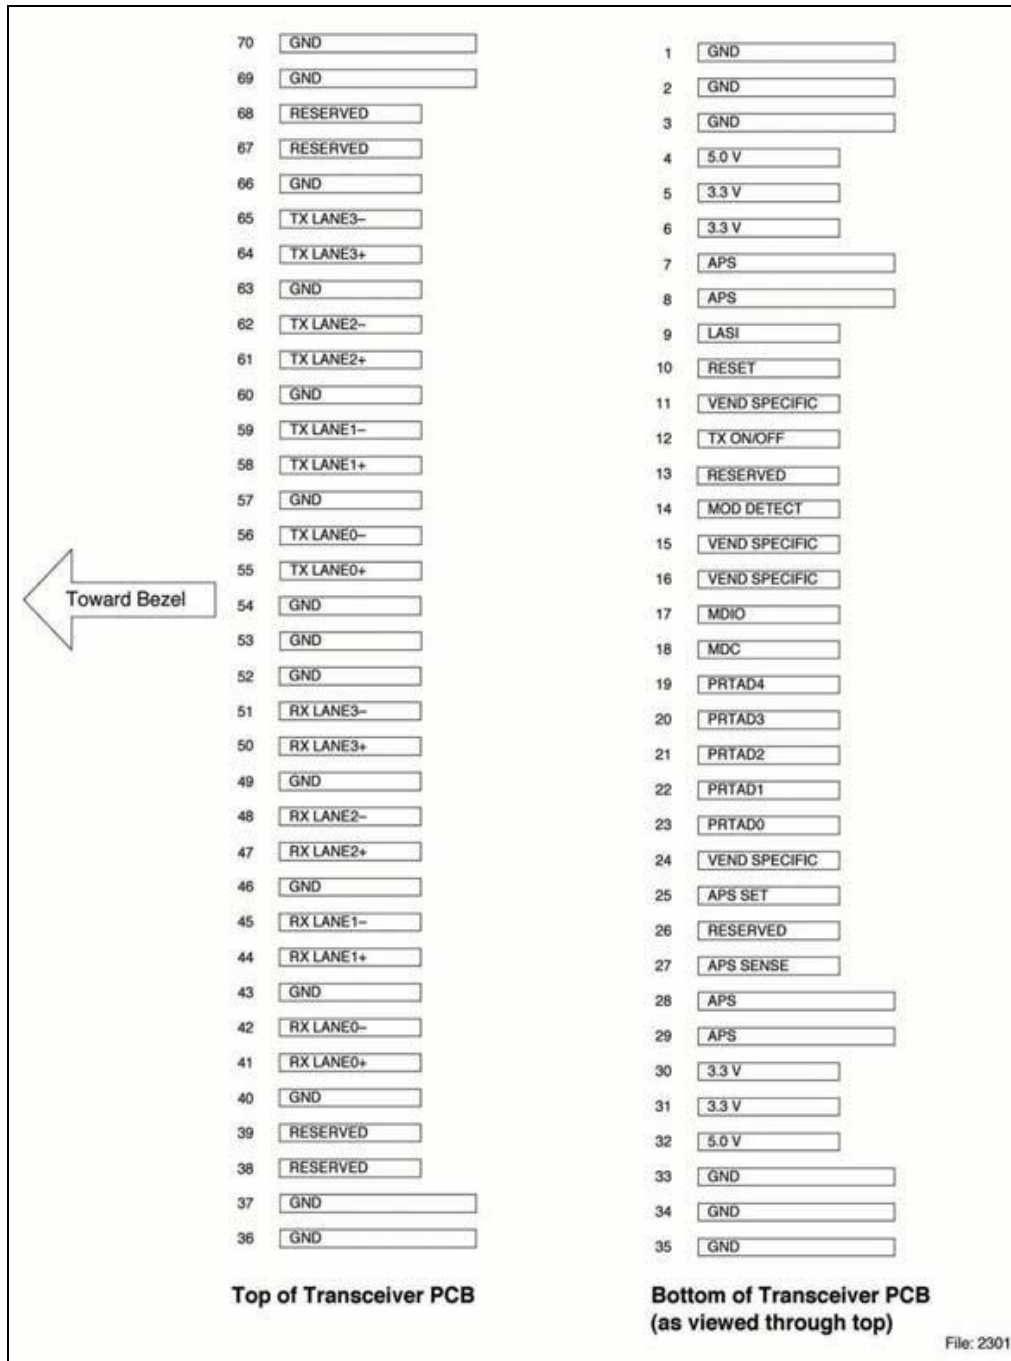 70 GND
69 GND
68 RESERVED
67 RESERVED
66 GND
65 TX LANE3–
64 TX LANE3+
63 GND
62 TX LANE2–
61 TX LANE2+
60 GND
59 TX LANE1–
58 TX LANE1+
57 GND
56 TX LANE0–
55 TX LANE0+
54 GND
53 GND
52 GND
51 RX LANE3–
50 RX LANE3+
49 GND
48 RX LANE2–
47 RX LANE2+
46 GND
45 RX LANE1–
44 RX LANE1+
43 GND
42 RX LANE0–
41 RX LANE0+
40 GND
39 RESERVED
38 RESERVED
37 GND
36 GND
Toward Bezel
Top of Transceiver PCB
1 GND
2 GND
3 GND
4 5.0 V
5 3.3 V
6 3.3 V
7 APS
8 APS
9 LASI
10 RESET
11 VEND SPECIFIC
12 TX ON/OFF
13 RESERVED
14 MOD DETECT
15 VEND SPECIFIC
16 VEND SPECIFIC
17 MDIO
18 MDC
19 PRTAD4
20 PRTAD3
21 PRTAD2
22 PRTAD1
23 PRTAD0
24 VEND SPECIFIC
25 APS SET
26 RESERVED
27 APS SENSE
28 APS
29 APS
30 3.3 V
31 3.3 V
32 5.0 V
33 GND
34 GND
35 GND
Bottom of Transceiver PCB
(as viewed through top)
File: 2301